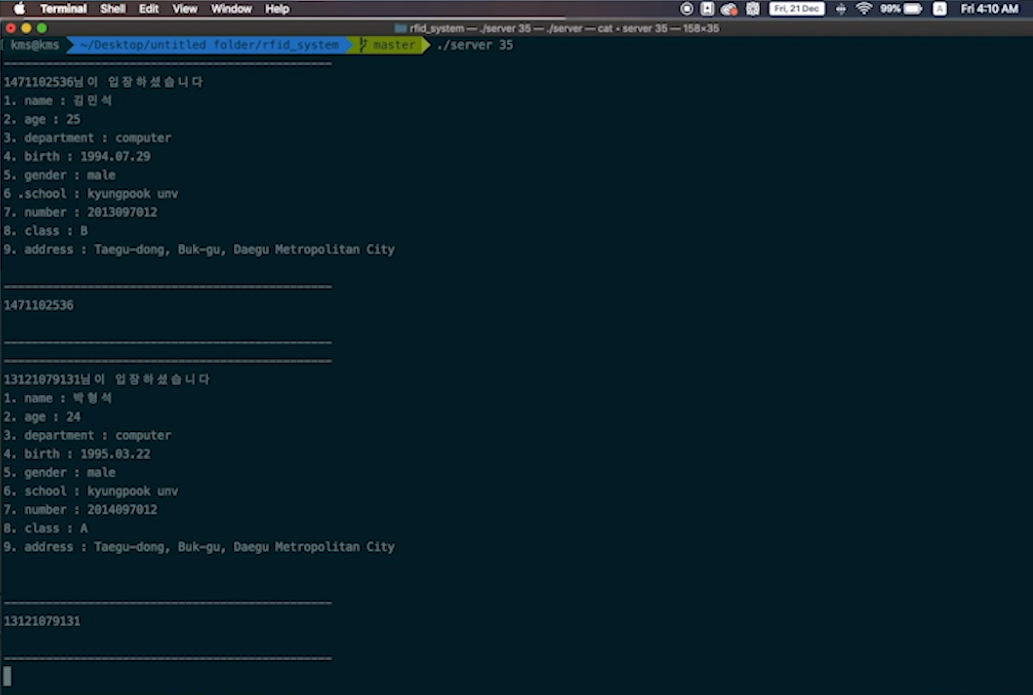 Terminal Shell Edit View Window Help Fri, 21 Dec 99% A Fri 4:10 AM
rfid_system — ./server 35 — ./server — cat • server 35 — 158×35
kms@kms ~/Desktop/untitled folder/rfid_system master ./server 35
1471102536님이 입장하셨습니다
1. name : 김민석
2. age : 25
3. department : computer
4. birth : 1994.07.29
5. gender : male
6 .school : kyungpook unv
7. number : 2013097012
8. class : B
9. address : Taegu-dong, Buk-gu, Daegu Metropolitan City
1471102536
13121079131님이 입장하셨습니다
1. name : 박형석
2. age : 24
3. department : computer
4. birth : 1995.03.22
5. gender : male
6. school : kyungpook unv
7. number : 2014097012
8. class : A
9. address : Taegu-dong, Buk-gu, Daegu Metropolitan City
13121079131